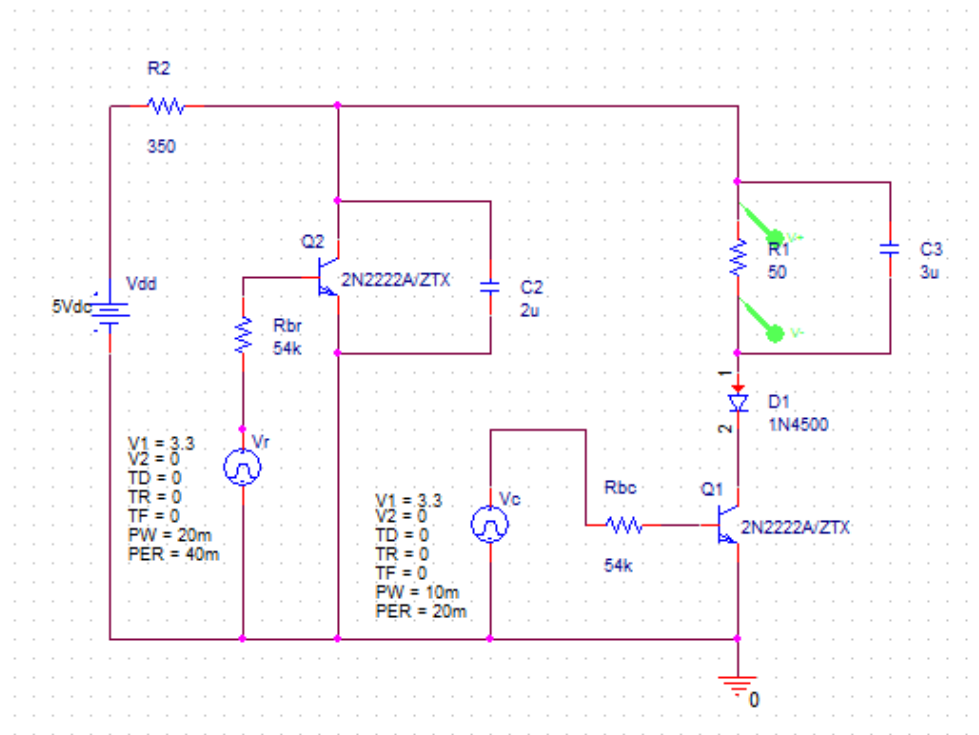 R2
350
Q2
2N2222A/ZTX
Vdd
5Vdc
Rbr
54k
C2
2u
V+
R1
50
C3
3u
V-
1
D1
1N4500
2
V1 = 3.3
V2 = 0
TD = 0
TR = 0
TF = 0
PW = 20m
PER = 40m
Vr
V1 = 3.3
V2 = 0
TD = 0
TR = 0
TF = 0
PW = 10m
PER = 20m
Vc
Rbc
54k
Q1
2N2222A/ZTX
0